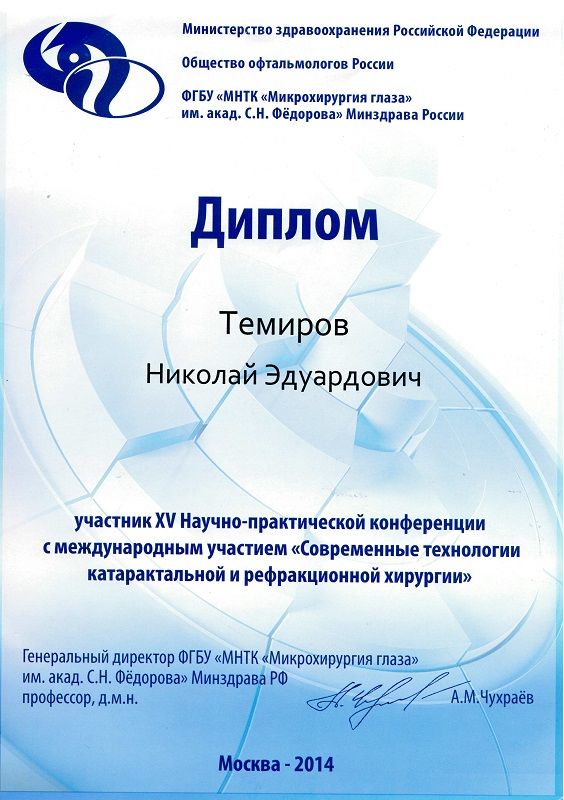 Министерство здравоохранения Российской Федерации
Общество офтальмологов России
ФГБУ «МНТК «Микрохирургия глаза»
им. акад. С.Н. Фёдорова» Минздрава России
Диплом
Темиров
Николай Эдуардович
участник XV Научно-практической конференции
с международным участием «Современные технологии
катарактальной и рефракционной хирургии»
Генеральный директор ФГБУ «МНТК «Микрохирургия глаза»
им. акад. С.Н. Фёдорова» Минздрава РФ
профессор, д.м.н.
А.М.Чухраёв
Москва - 2014